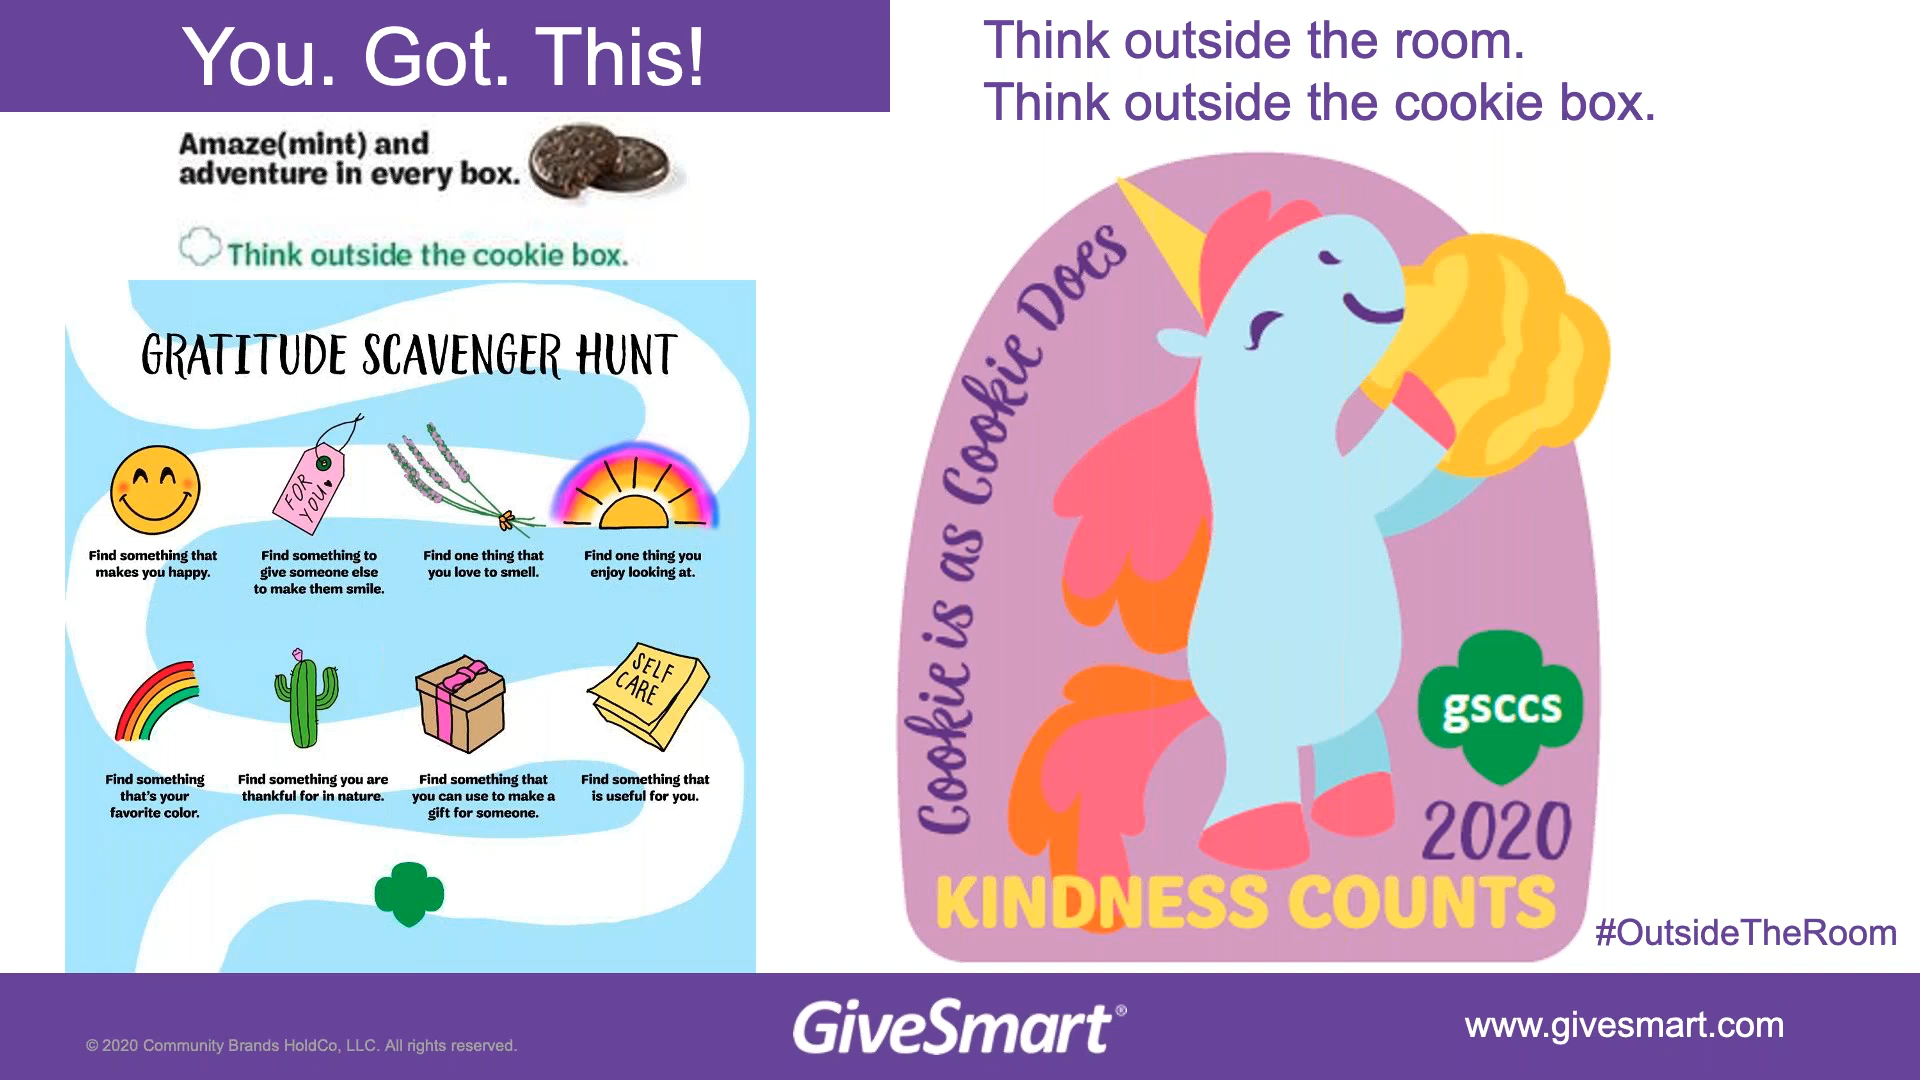 You. Got. This!
Think outside the room.
Think outside the cookie box.
Amaze(mint) and
adventure in every box.
Think outside the cookie box.
GRATITUDE SCAVENGER HUNT
FOR
YOU
Find something that
makes you happy.
Find something to
give someone else
to make them smile.
Find one thing that
you love to smell.
Find one thing you
enjoy looking at.
SELF
CARE
Find something
that's your
favorite color.
Find something you are
thankful for in nature.
Find something that
you can use to make a
gift for someone.
Find something that
is useful for you.
Cookie is as Cookie Does
gsccs
2020
KINDNESS COUNTS
#OutsideTheRoom
© 2020 Community Brands HoldCo, LLC. All rights reserved.
GiveSmart®
www.givesmart.com